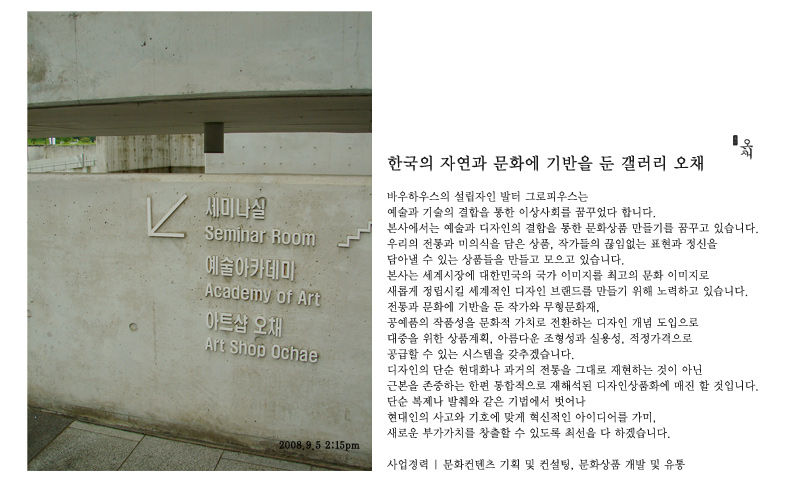 세미나실
Seminar Room
예술아카데미
Academy of Art
아트샵 오채
Art Shop Ochae
2008.9.5 2:15pm
오채
한국의 자연과 문화에 기반을 둔 갤러리 오채
바우하우스의 설립자인 발터 그로피우스는
예술과 기술의 결합을 통한 이상사회를 꿈꾸었다 합니다.
본사에서는 예술과 디자인의 결합을 통한 문화상품 만들기를 꿈꾸고 있습니다.
우리의 전통과 미의식을 담은 상품, 작가들의 끊임없는 표현과 정신을
담아낼 수 있는 상품들을 만들고 모으고 있습니다.
본사는 세계시장에 대한민국의 국가 이미지를 최고의 문화 이미지로
새롭게 정립시킬 세계적인 디자인 브랜드를 만들기 위해 노력하고 있습니다.
전통과 문화에 기반을 둔 작가와 무형문화재,
공예품의 작품성을 문화적 가치로 전환하는 디자인 개념 도입으로
대중을 위한 상품계획, 아름다운 조형성과 실용성, 적정가격으로
공급할 수 있는 시스템을 갖추겠습니다.
디자인의 단순 현대화나 과거의 전통을 그대로 재현하는 것이 아닌
근본을 존중하는 한편 통합적으로 재해석된 디자인상품화에 매진 할 것입니다.
단순 복제나 발췌와 같은 기법에서 벗어나
현대인의 사고와 기호에 맞게 혁신적인 아이디어를 가미,
새로운 부가가치를 창출할 수 있도록 최선을 다 하겠습니다.
사업경력 | 문화컨텐츠 기획 및 컨설팅, 문화상품 개발 및 유통